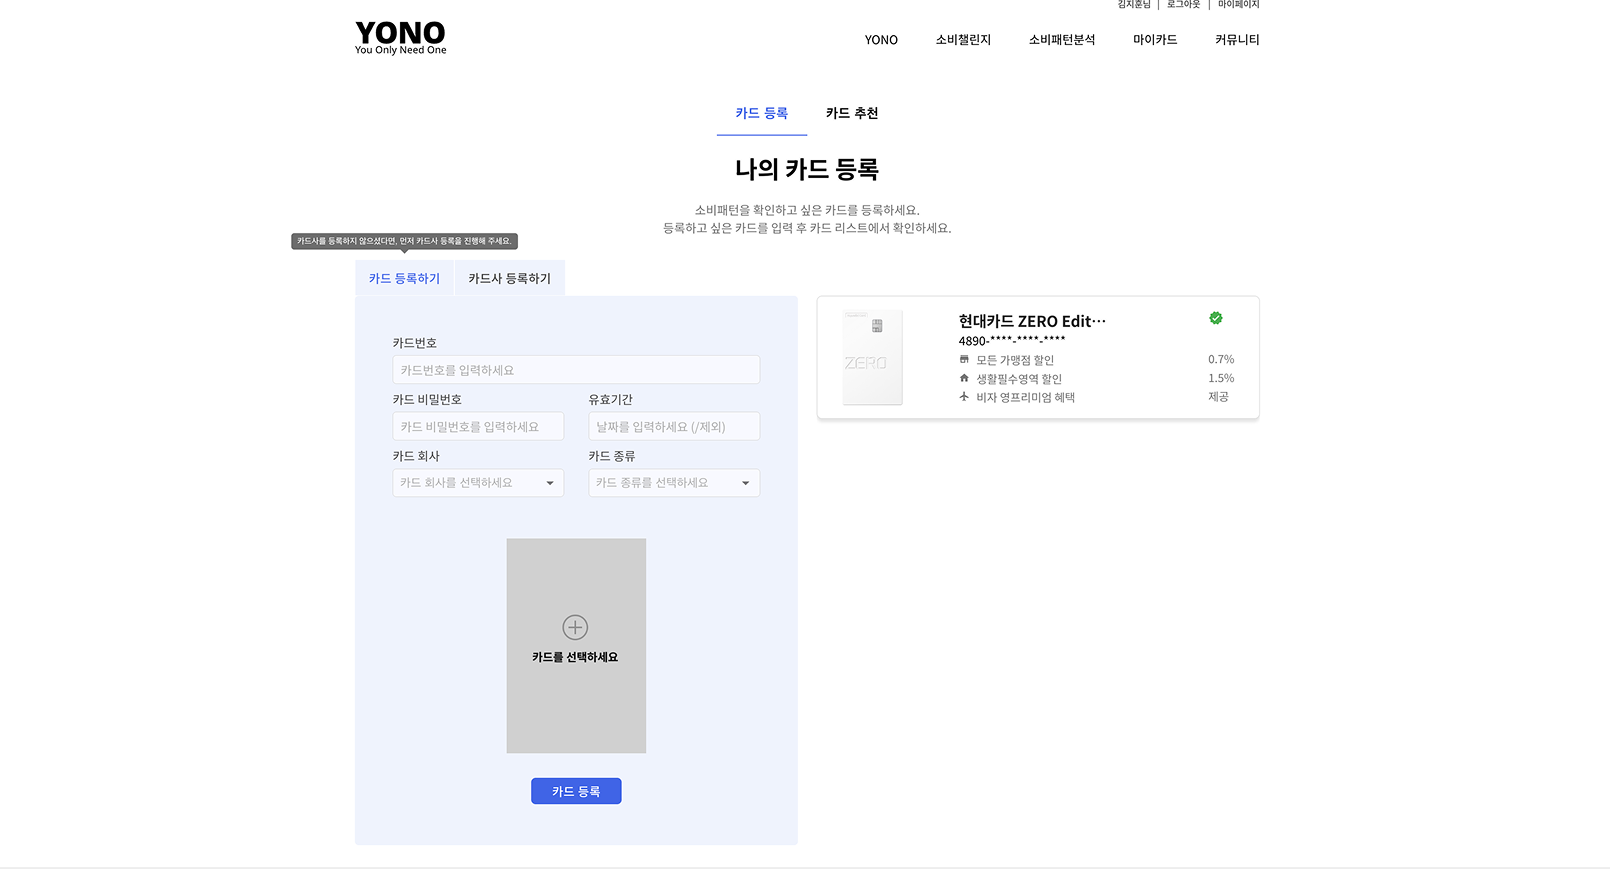 김지훈님 | 로그아웃 | 마이페이지
YONO
You Only Need One
YONO 소비챌린지 소비패턴분석 마이카드 커뮤니티
카드 등록 카드 추천
나의 카드 등록
소비패턴을 확인하고 싶은 카드를 등록하세요.
등록하고 싶은 카드를 입력 후 카드 리스트에서 확인하세요.
카드사를 등록하지 않으셨다면, 먼저 카드사 등록을 진행해 주세요.
카드 등록하기 카드사 등록하기
카드번호
카드번호를 입력하세요
카드 비밀번호 유효기간
카드 비밀번호를 입력하세요 날짜를 입력하세요 (/제외)
카드 회사 카드 종류
카드 회사를 선택하세요 카드 종류를 선택하세요
카드를 선택하세요
카드 등록
ZERO
현대카드 ZERO Edit…
4890-****-****-****
모든 가맹점 할인 0.7%
생활필수영역 할인 1.5%
비자 영프리미엄 혜택 제공